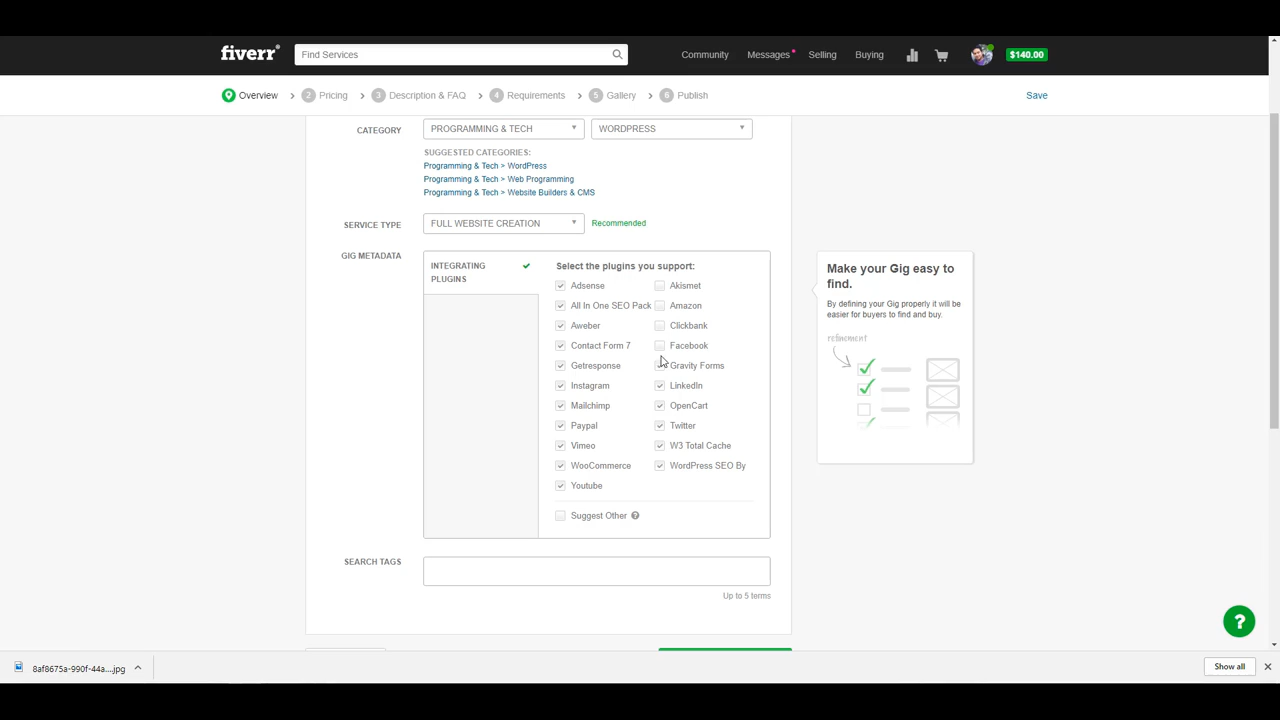 fiverr
Find Services
Community
Messages
Selling
Buying
$140.00
Overview
2 Pricing
3 Description & FAQ
4 Requirements
5 Gallery
6 Publish
Save
CATEGORY
PROGRAMMING & TECH
WORDPRESS
SUGGESTED CATEGORIES:
Programming & Tech > WordPress
Programming & Tech > Web Programming
Programming & Tech > Website Builders & CMS
SERVICE TYPE
FULL WEBSITE CREATION
Recommended
GIG METADATA
INTEGRATING
PLUGINS
Select the plugins you support:
Adsense
Akismet
All In One SEO Pack
Amazon
Aweber
Clickbank
Contact Form 7
Facebook
Getresponse
Gravity Forms
Instagram
LinkedIn
Mailchimp
OpenCart
Paypal
Twitter
Vimeo
W3 Total Cache
WooCommerce
WordPress SEO By
Youtube
Suggest Other ?
SEARCH TAGS
Up to 5 terms
Make your Gig easy to
find.
By defining your Gig properly it will be
easier for buyers to find and buy.
refinement
?
8af8675a-990f-44a....jpg
Show all